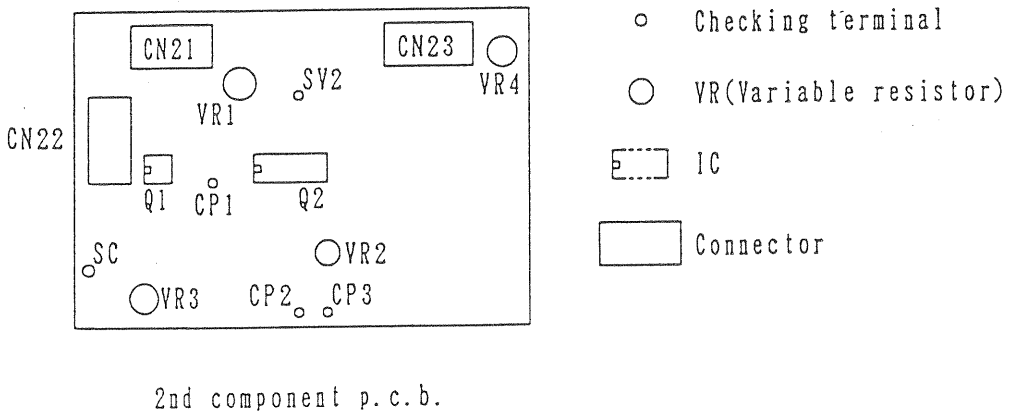 CN21
CN23
SV2
VR4
VR1
CN22
Q1
CP1
Q2
SC
VR2
VR3
CP2
CP3
2nd component p.c.b.
Checking terminal
VR(Variable resistor)
IC
Connector